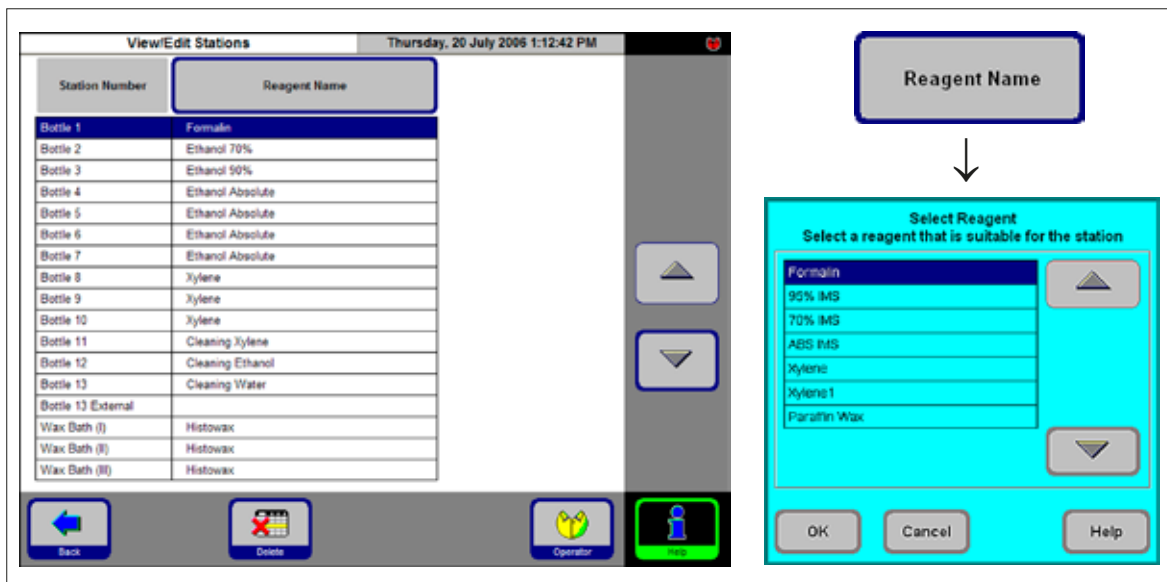 View/Edit Stations Thursday, 20 July 2006 1:12:42 PM
Station Number Reagent Name
Bottle 1 Formalin
Bottle 2 Ethanol 70%
Bottle 3 Ethanol 90%
Bottle 4 Ethanol Absolute
Bottle 5 Ethanol Absolute
Bottle 6 Ethanol Absolute
Bottle 7 Ethanol Absolute
Bottle 8 Xylene
Bottle 9 Xylene
Bottle 10 Xylene
Bottle 11 Cleaning Xylene
Bottle 12 Cleaning Ethanol
Bottle 13 Cleaning Water
Bottle 13 External
Wax Bath (I) Histowax
Wax Bath (II) Histowax
Wax Bath (III) Histowax
Back Delete Operator Help
Reagent Name
Select Reagent
Select a reagent that is suitable for the station
Formalin
95% IMS
70% IMS
ABS IMS
Xylene
Xylene1
Paraffin Wax
OK Cancel Help